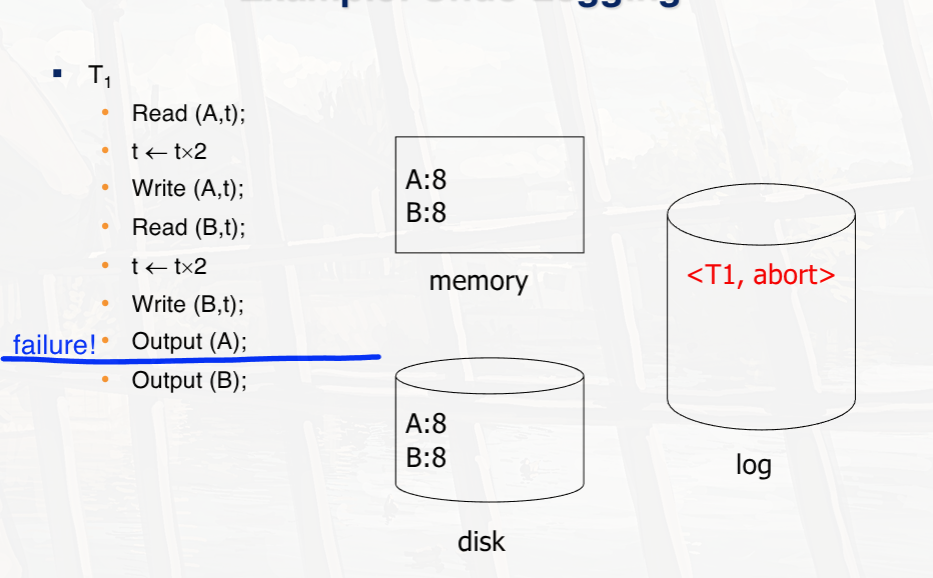 T₁
Read (A,t);
t ← t×2
Write (A,t);
Read (B,t);
t ← t×2
Write (B,t);
failure! Output (A);
Output (B);
A:8
B:8
memory
A:8
B:8
disk
<T1, abort>
log